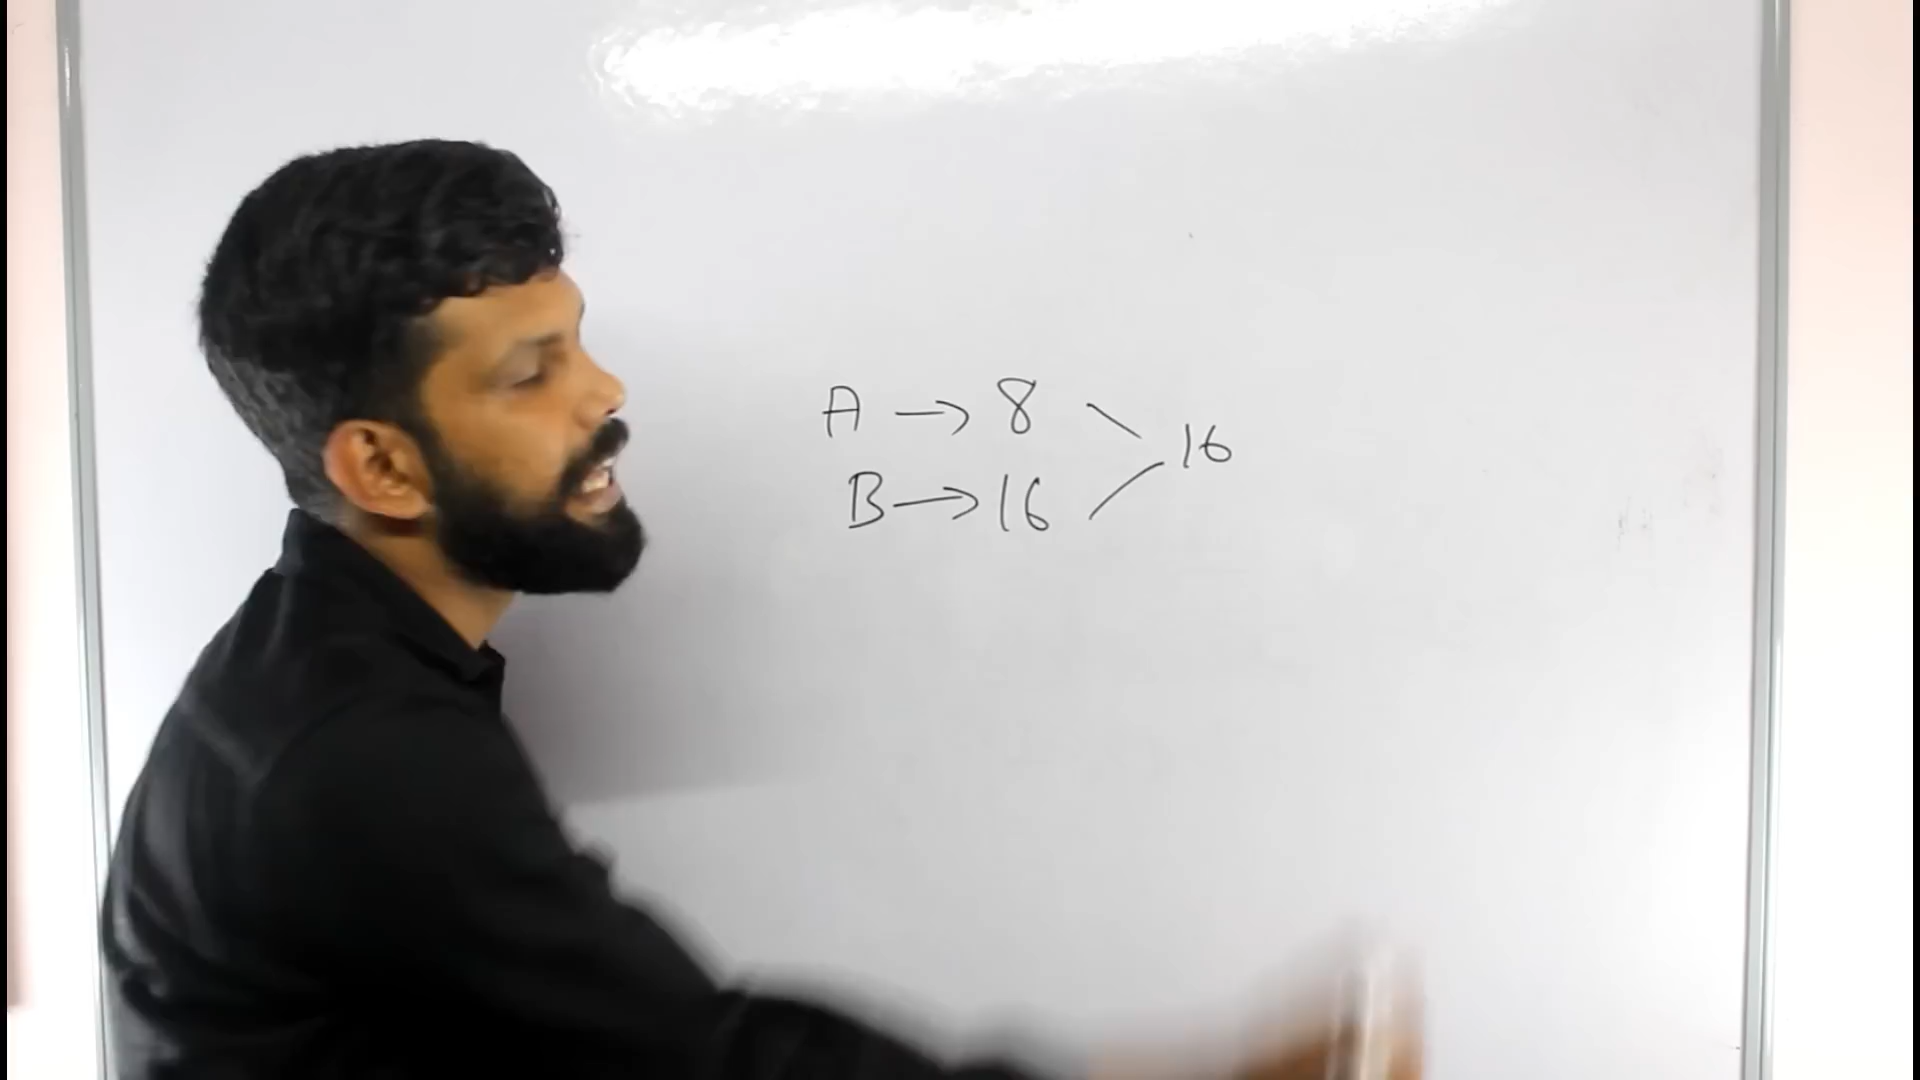 A → 8
B → 16
16